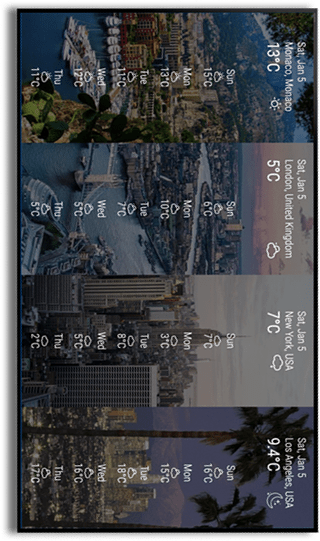 Sat, Jan 5
Monaco, Monaco
13°C
Sun
15°C
Mon
13°C
Tue
11°C
Wed
12°C
Thu
11°C
Sat, Jan 5
London, United Kingdom
5°C
Sun
6°C
Mon
10°C
Tue
7°C
Wed
5°C
Thu
5°C
Sat, Jan 5
New York, USA
7°C
Sun
7°C
Mon
3°C
Tue
8°C
Wed
5°C
Thu
2°C
Sat, Jan 5
Los Angeles, USA
9.4°C
Sun
16°C
Mon
15°C
Tue
18°C
Wed
16°C
Thu
17°C